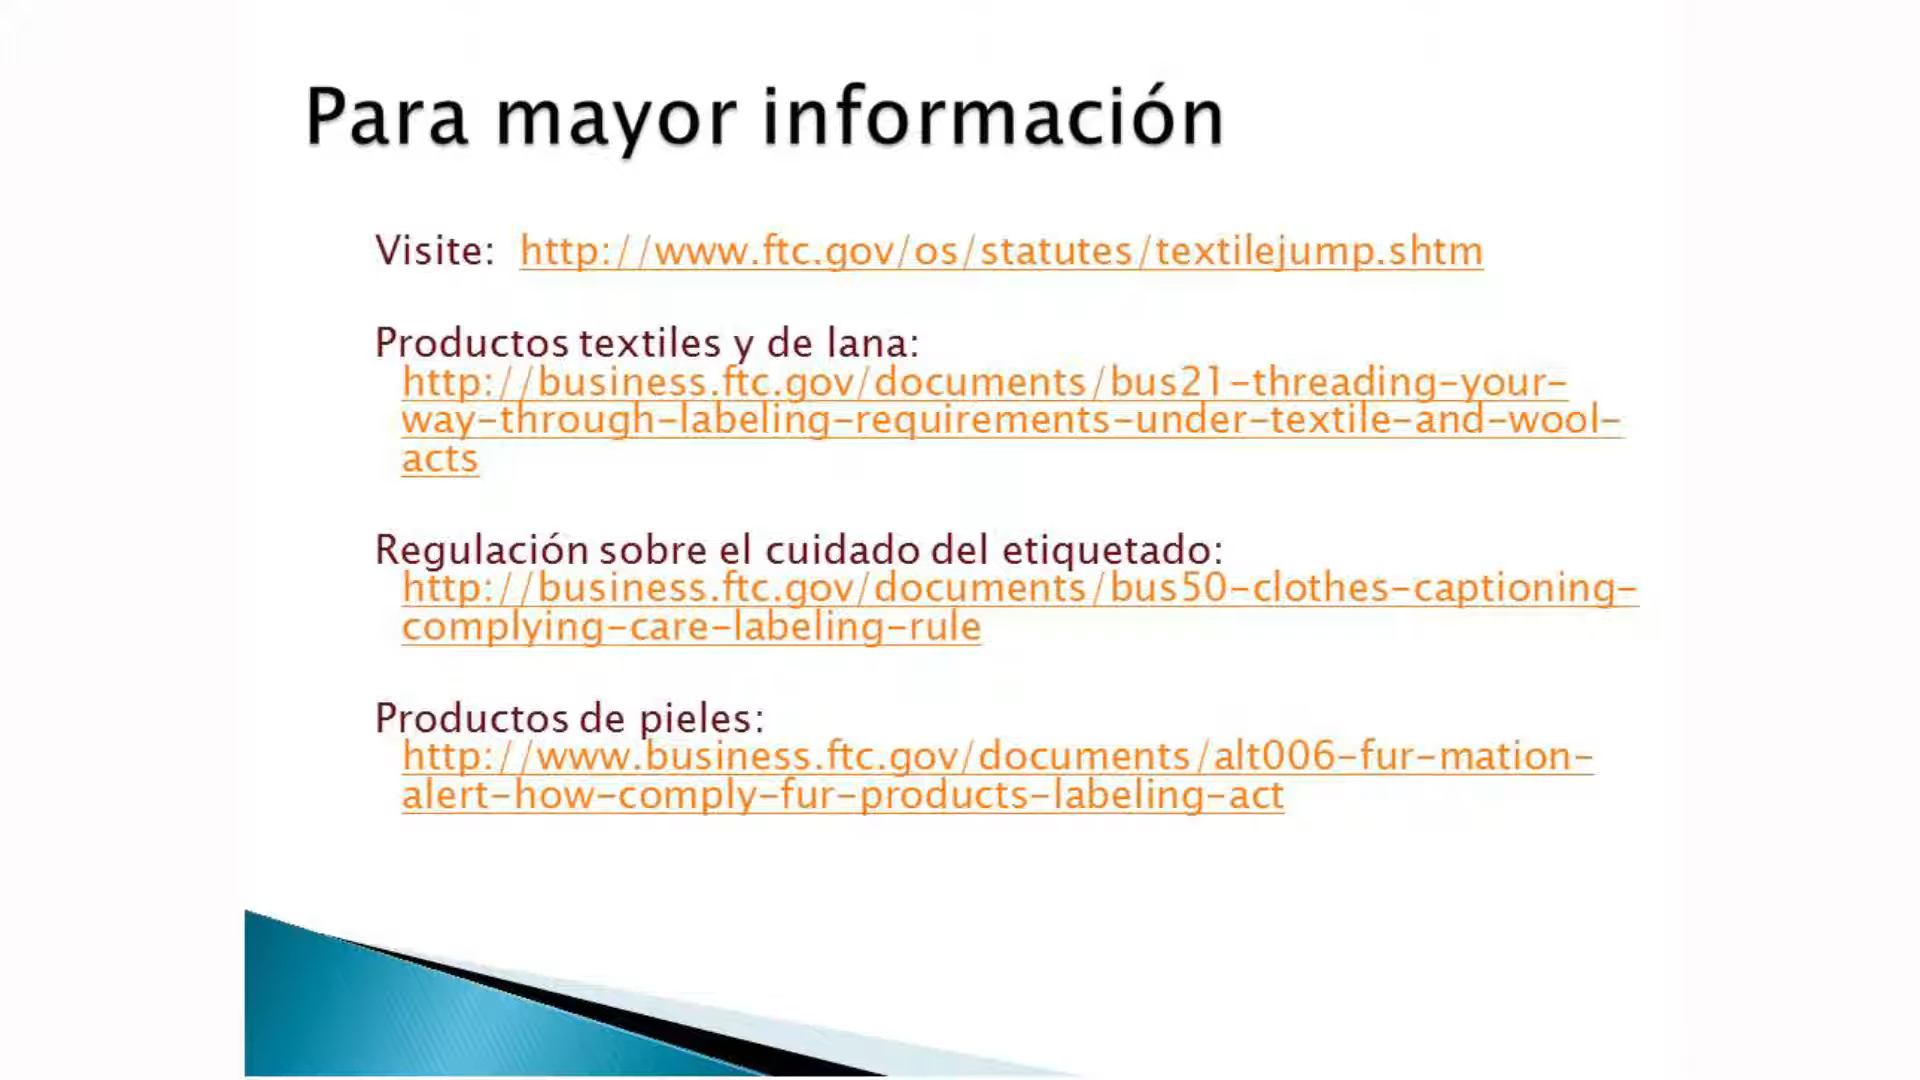 Para mayor información
Visite: http://www.ftc.gov/os/statutes/textilejump.shtm
Productos textiles y de lana:
http://business.ftc.gov/documents/bus21-threading-your-
way-through-labeling-requirements-under-textile-and-wool-
acts
Regulación sobre el cuidado del etiquetado:
http://business.ftc.gov/documents/bus50-clothes-captioning-
complying-care-labeling-rule
Productos de pieles:
http://www.business.ftc.gov/documents/alt006-fur-mation-
alert-how-comply-fur-products-labeling-act